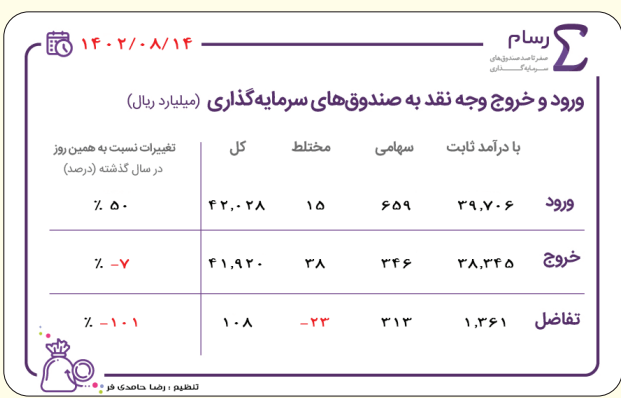 رسام
صفر تا صد صندوق‌های
سرمایه‌گذاری
۱۴۰۲/۰۸/۱۴
ورود و خروج وجه نقد به صندوق‌های سرمایه‌گذاری (میلیارد ریال)
با درآمد ثابت سهامی مختلط کل تغییرات نسبت به همین روز
در سال گذشته (درصد)
ورود ۳۹,۷۰۶ ۶۵۹ ۱۵ ۴۲,۰۲۸ ۵۰ ٪
خروج ۳۸,۳۴۵ ۳۴۶ ۳۸ ۴۱,۹۲۰ -۷ ٪
تفاضل ۱,۳۶۱ ۳۱۳ -۲۳ ۱۰۸ -۱۰۱ ٪
تنظیم : رضا حامدی فر